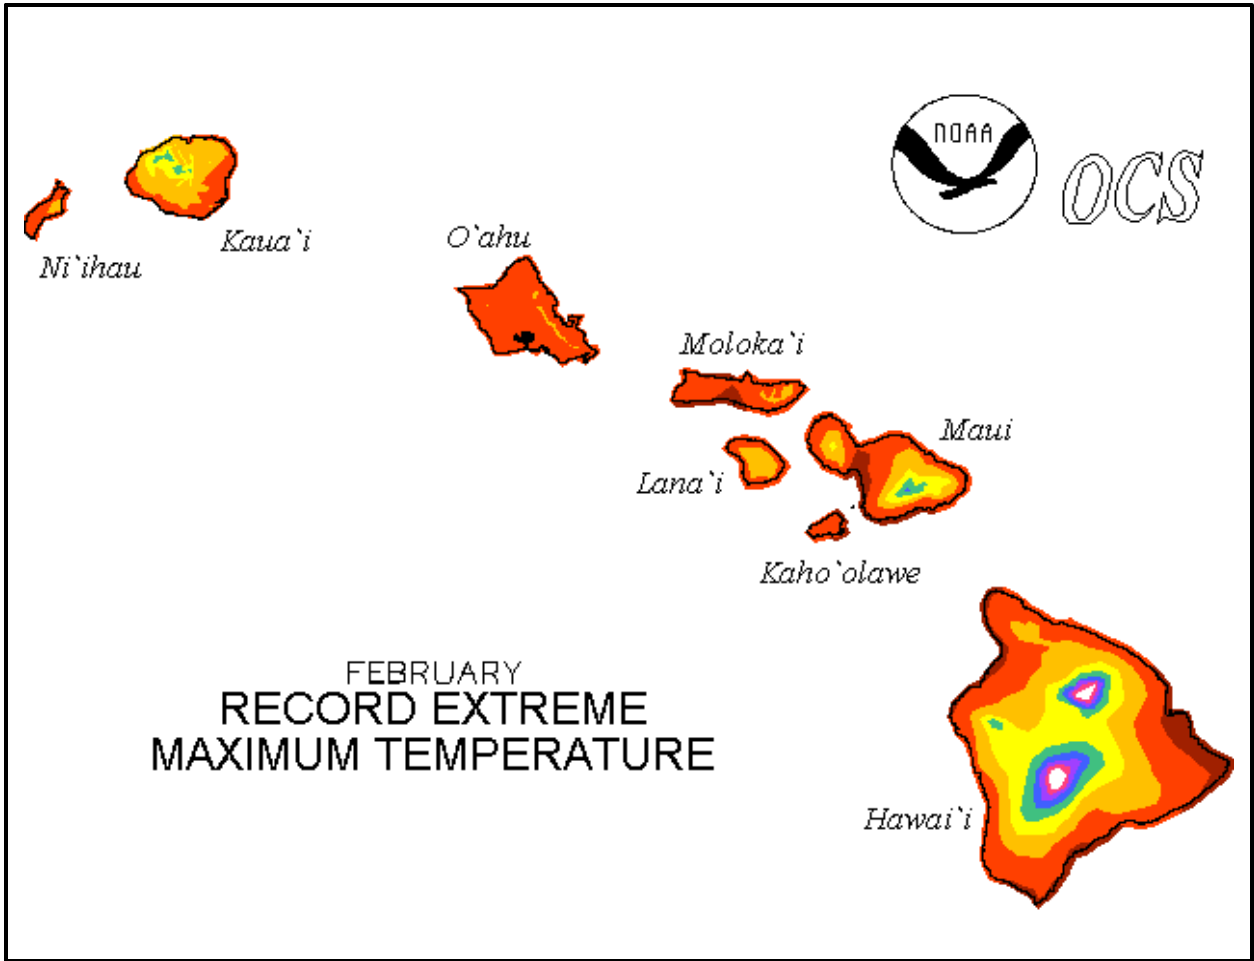 NOAA
OCS
Kaua`i
Ni`ihau
O`ahu
Moloka`i
Maui
Lana`i
Kaho`olawe
Hawai`i
FEBRUARY
RECORD EXTREME
MAXIMUM TEMPERATURE